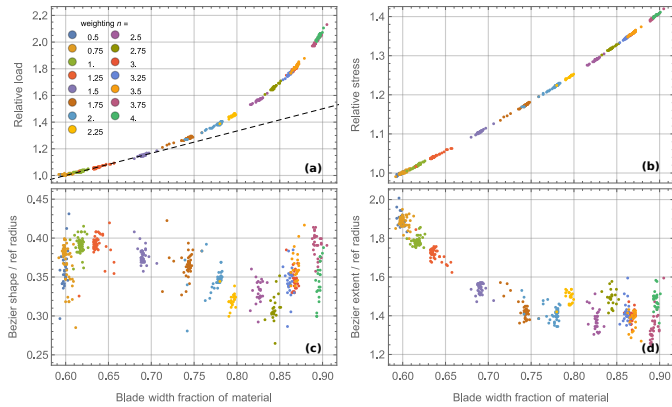 2.2
2.0
1.8
1.6
1.4
1.2
1.0
Relative load
weighting n =
0.5
0.75
1.
1.25
1.5
1.75
2.
2.25
2.5
2.75
3.
3.25
3.5
3.75
4.
(a)
1.4
1.3
1.2
1.1
1.0
Relative stress
(b)
0.45
0.40
0.35
0.30
0.25
Bezier shape / ref radius
(c)
0.60 0.65 0.70 0.75 0.80 0.85 0.90
Blade width fraction of material
2.0
1.8
1.6
1.4
1.2
Bezier extent / ref radius
(d)
0.60 0.65 0.70 0.75 0.80 0.85 0.90
Blade width fraction of material